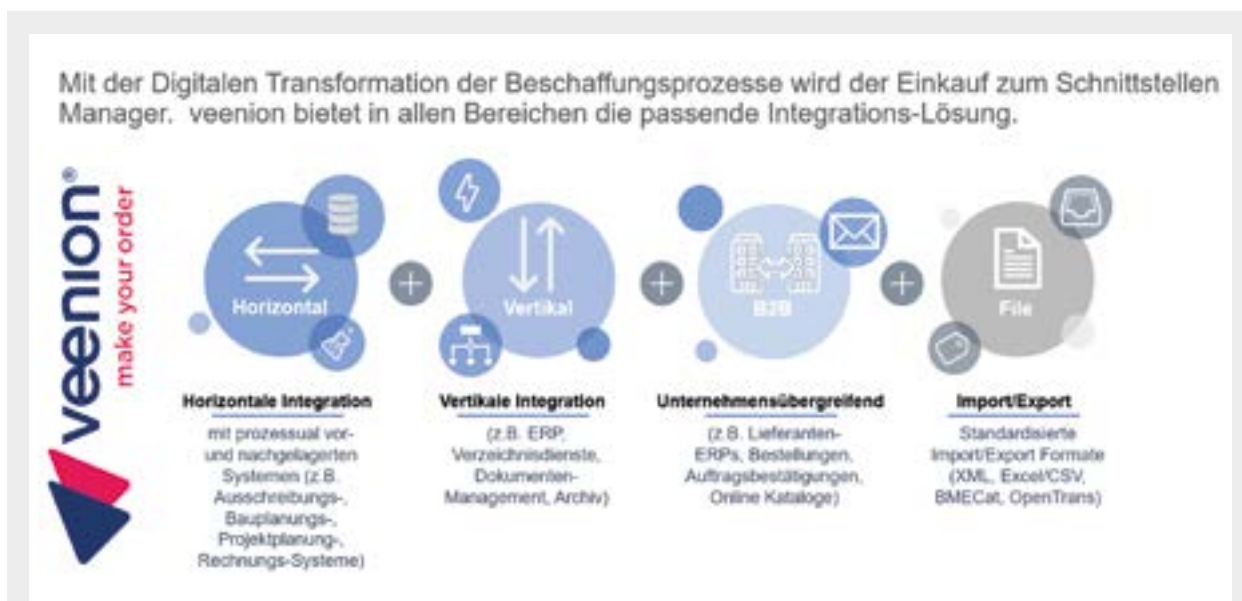 Mit der Digitalen Transformation der Beschaffungsprozesse wird der Einkauf zum Schnittstellen
Manager. veenion bietet in allen Bereichen die passende Integrations-Lösung.
veenion®
make your order
Horizontal
Vertikal
B2B
File
Horizontale Integration
mit prozessual vor-
und nachgelagerten
Systemen (z.B.
Ausschreibungs-,
Bauplanungs-,
Projektplanung-,
Rechnungs-Systeme)
Vertikale Integration
(z.B. ERP,
Verzeichnisdienste,
Dokumenten-
Management, Archiv)
Unternehmensübergreifend
(z.B. Lieferanten-
ERPs, Bestellungen,
Auftragsbestätigungen,
Online Kataloge)
Import/Export
Standardisierte
Import/Export Formate
(XML, Excel/CSV,
BMECat, OpenTrans)